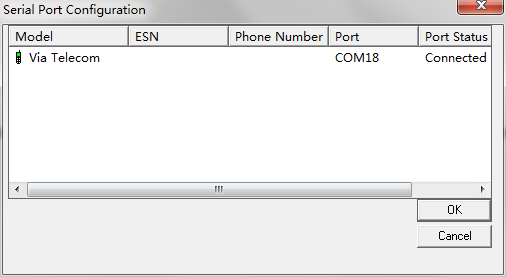 Serial Port Configuration
Model ESN Phone Number Port Port Status
Via Telecom COM18 Connected
OK
Cancel